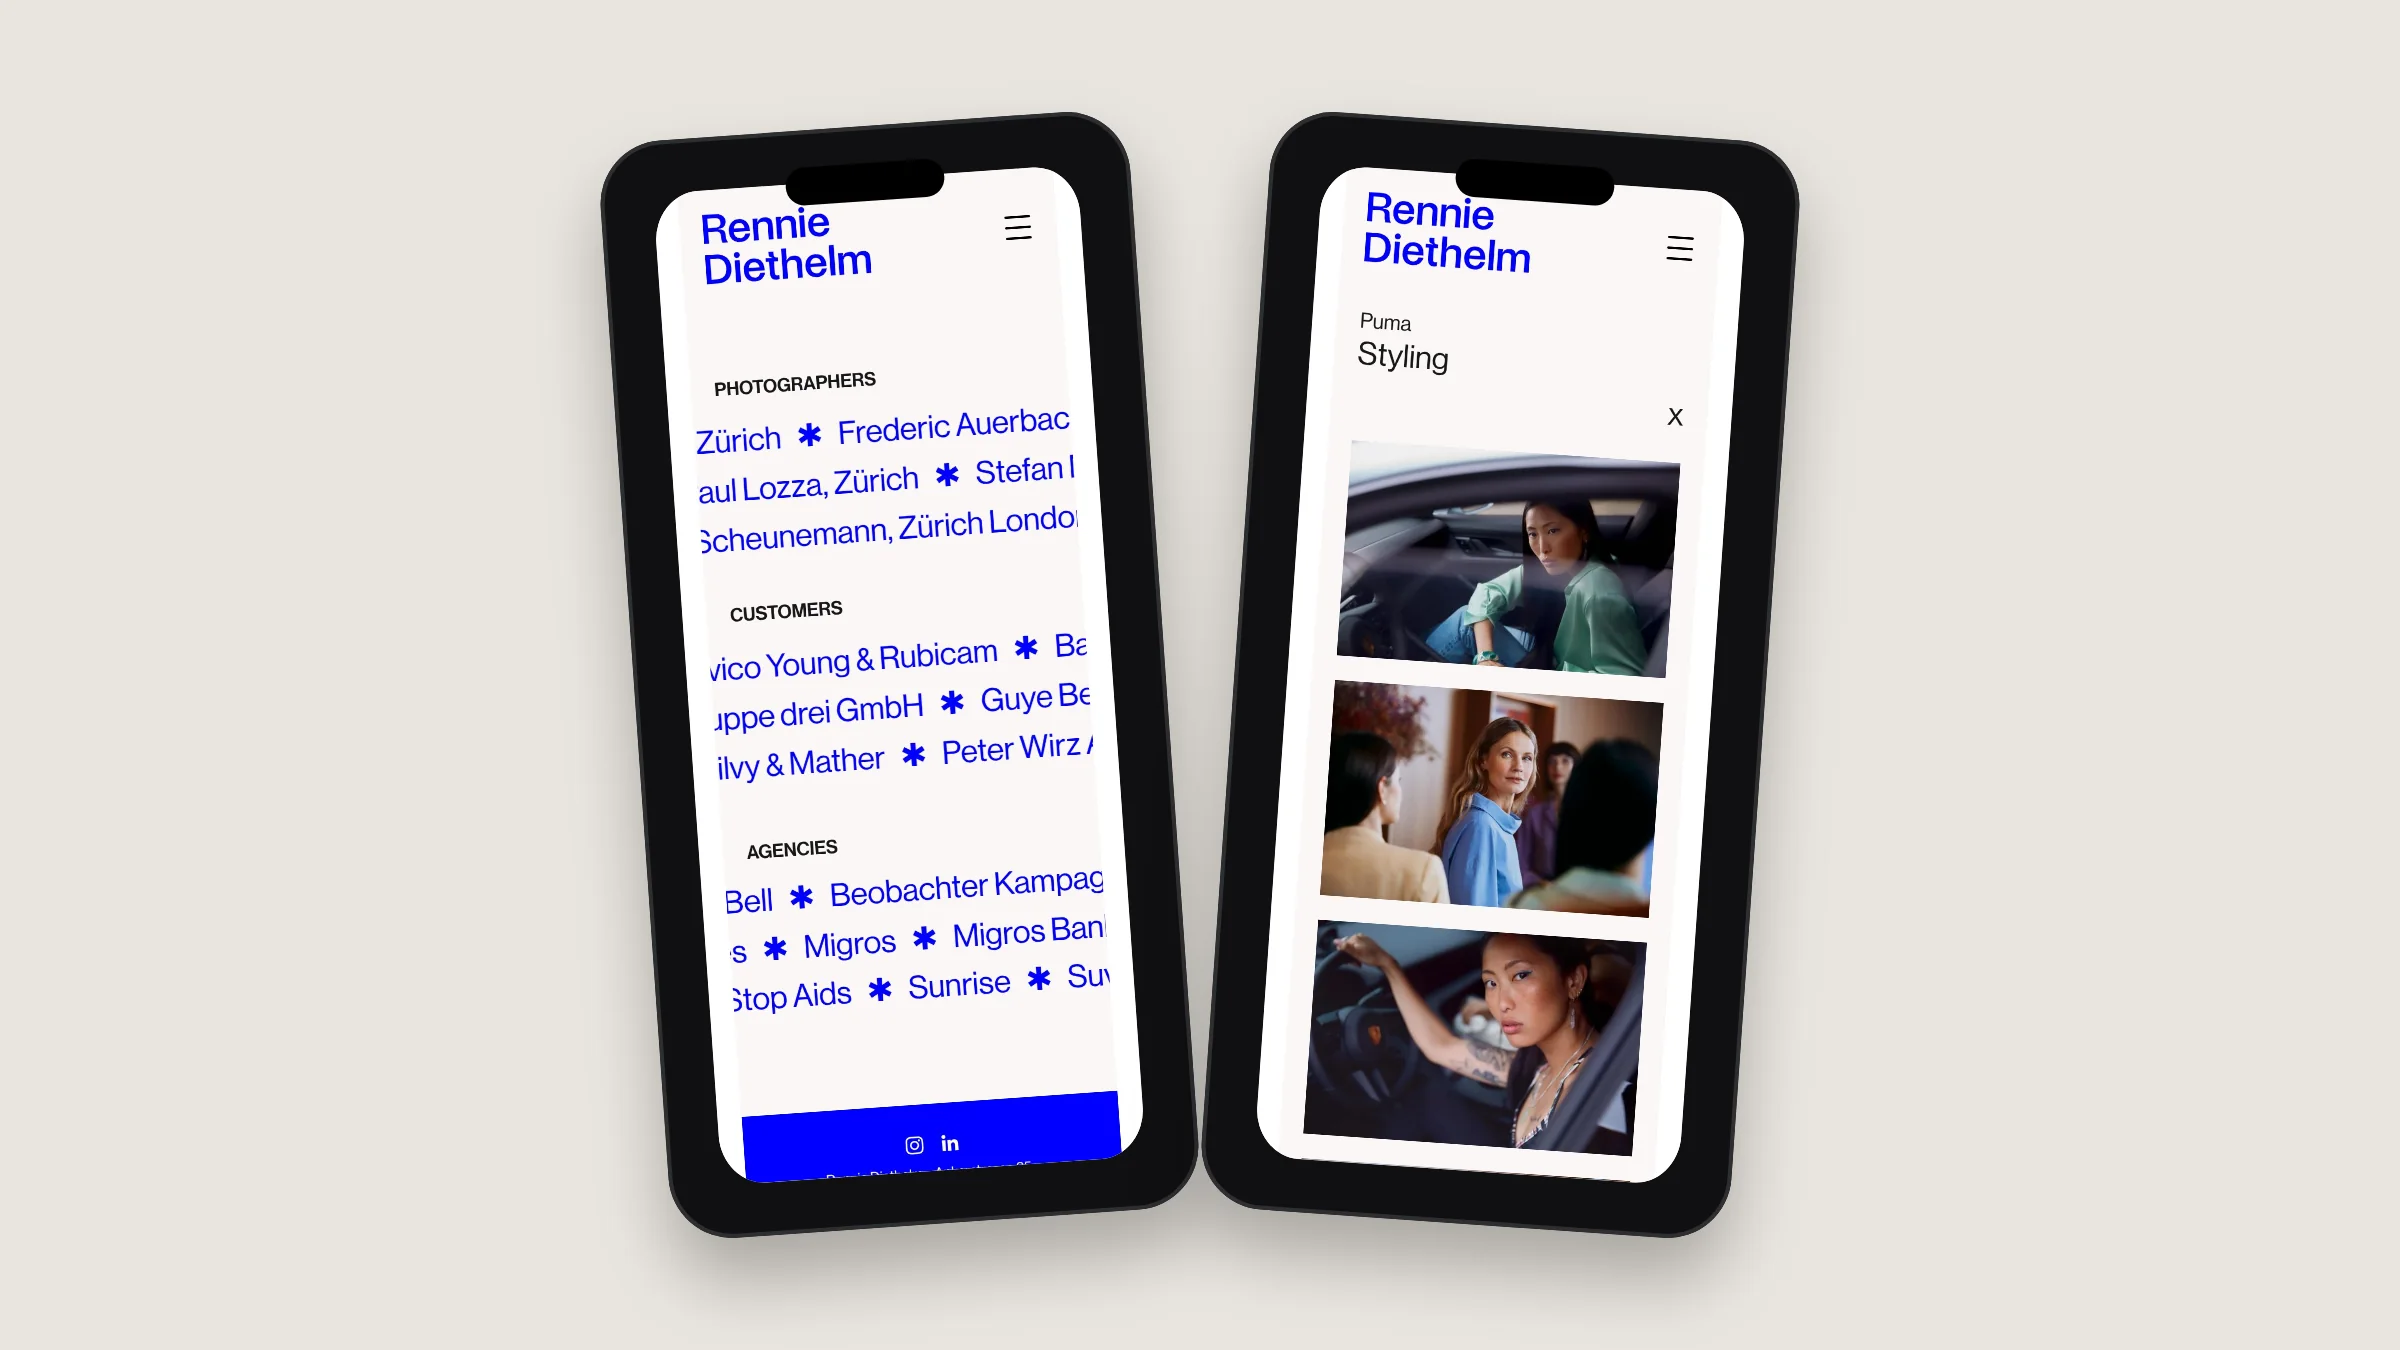 Rennie
Diethelm
PHOTOGRAPHERS
Zürich ✱ Frederic Auerbac
aul Lozza, Zürich ✱ Stefan
Scheunemann, Zürich Londo
CUSTOMERS
vico Young & Rubicam ✱ Ba
uppe drei GmbH ✱ Guye Be
ilvy & Mather ✱ Peter Wirz
AGENCIES
Bell ✱ Beobachter Kampag
es ✱ Migros ✱ Migros Ban
Stop Aids ✱ Sunrise ✱ Suv
in
Rennie
Diethelm
Puma
Styling
X